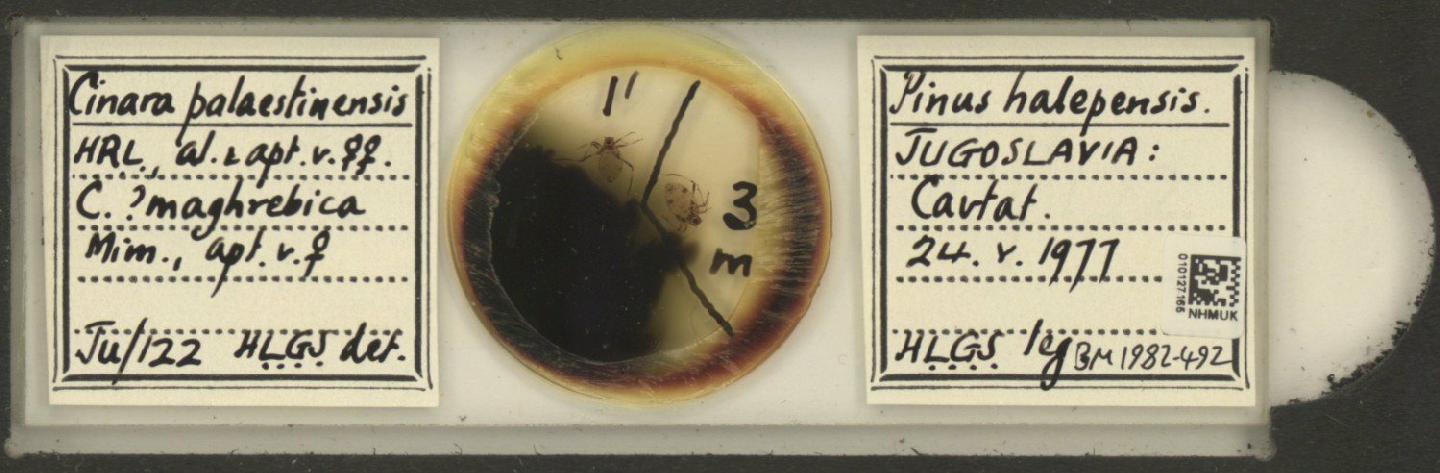 Cinara palaestinensis
HRL, al. & apt. v. ♀♀.
C. ?maghrebica
Mim., apt. v. ♀
Ju/122 HLGS det.
1'
3
m
Pinus halepensis.
JUGOSLAVIA:
Cavtat.
24. v. 1977
HLGS leg
BM 1982-492
010127165
NHMUK